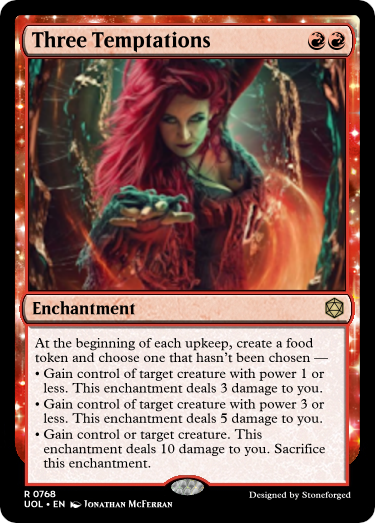 Three Temptations
Enchantment
At the beginning of each upkeep, create a food
token and choose one that hasn't been chosen —
• Gain control of target creature with power 1 or
less. This enchantment deals 3 damage to you.
• Gain control of target creature with power 3 or
less. This enchantment deals 5 damage to you.
• Gain control or target creature. This
enchantment deals 10 damage to you. Sacrifice
this enchantment.
R 0768
UOL • EN Jonathan McFerran
Designed by Stoneforged